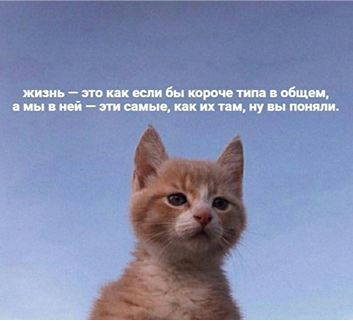 жизнь — это как если бы короче типа в общем,
а мы в ней — эти самые, как их там, ну вы поняли.